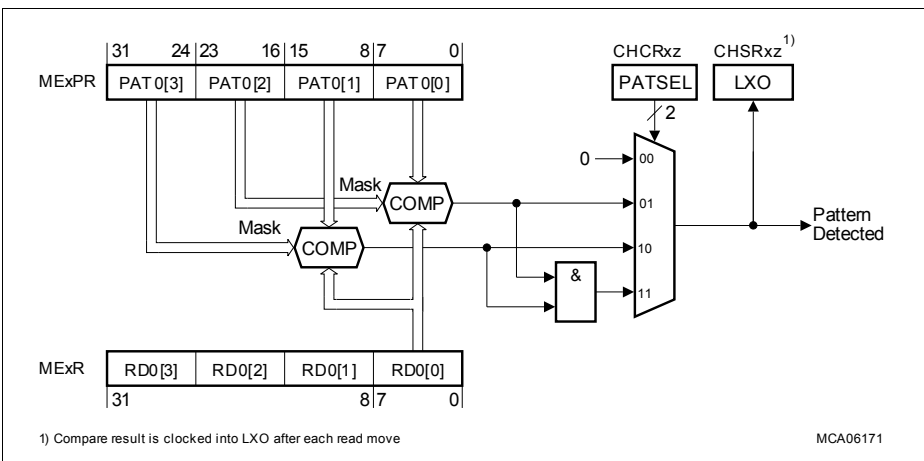 31 24 23 16 15 8 7 0
CHCRxz CHSRxz 1)
MExPR PAT0[3] PAT0[2] PAT0[1] PAT0[0] PATSEL LXO
2
0 00
Mask COMP 01
Pattern
Detected
Mask COMP 10
&
11
MExR RD0[3] RD0[2] RD0[1] RD0[0]
31 8 7 0
1) Compare result is clocked into LXO after each read move MCA06171